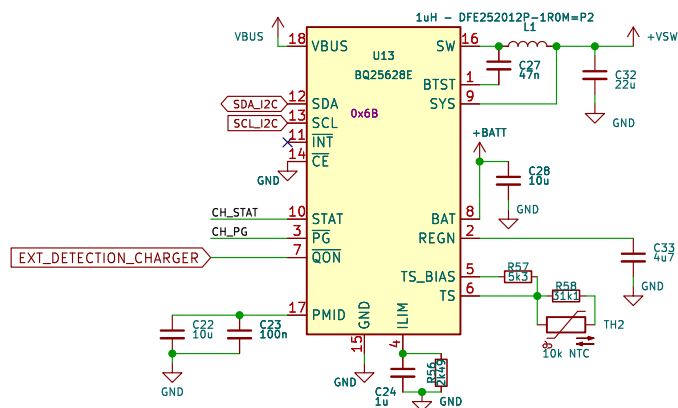 1uH - DFE252012P-1R0M=P2
L1
VBUS
+VSW
18
VBUS
U13
BQ25628E
SW
16
C27
47n
C32
22u
BTST
1
SDA_I2C
12
SDA
0x6B
SYS
9
SCL_I2C
13
SCL
GND
11
INT
+BATT
14
CE
GND
C28
10u
CH_STAT
10
STAT
BAT
8
GND
CH_PG
3
PG
REGN
2
C33
4u7
EXT_DETECTION_CHARGER
7
QON
TS_BIAS
5
R57
5k3
GND
TS
6
R58
31k1
17
PMID
C22
10u
C23
100n
GND
ILIM
TH2
10k NTC
15
4
GND
GND
C24
1u
R56
2k49
GND